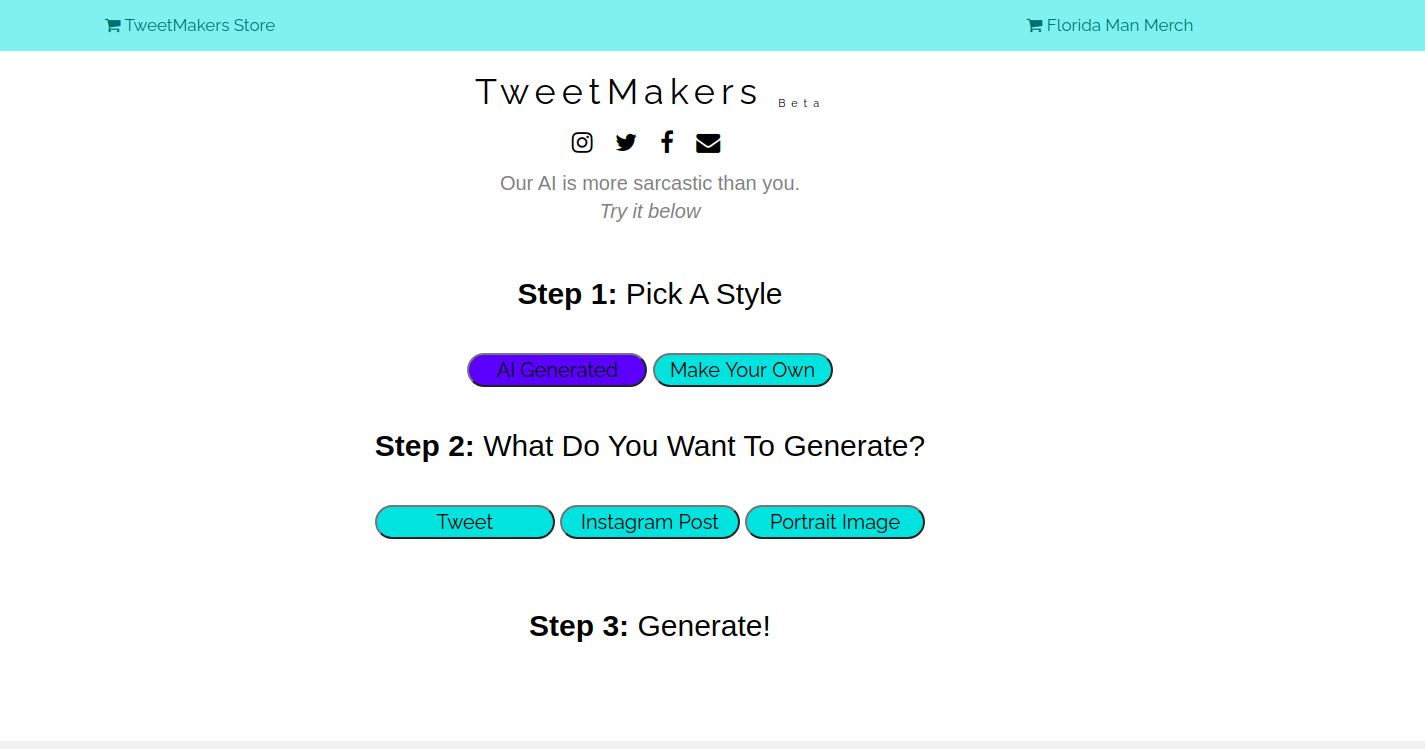 TweetMakers Store
Florida Man Merch
TweetMakers Beta
Our AI is more sarcastic than you.
Try it below
Step 1: Pick A Style
AI Generated
Make Your Own
Step 2: What Do You Want To Generate?
Tweet
Instagram Post
Portrait Image
Step 3: Generate!